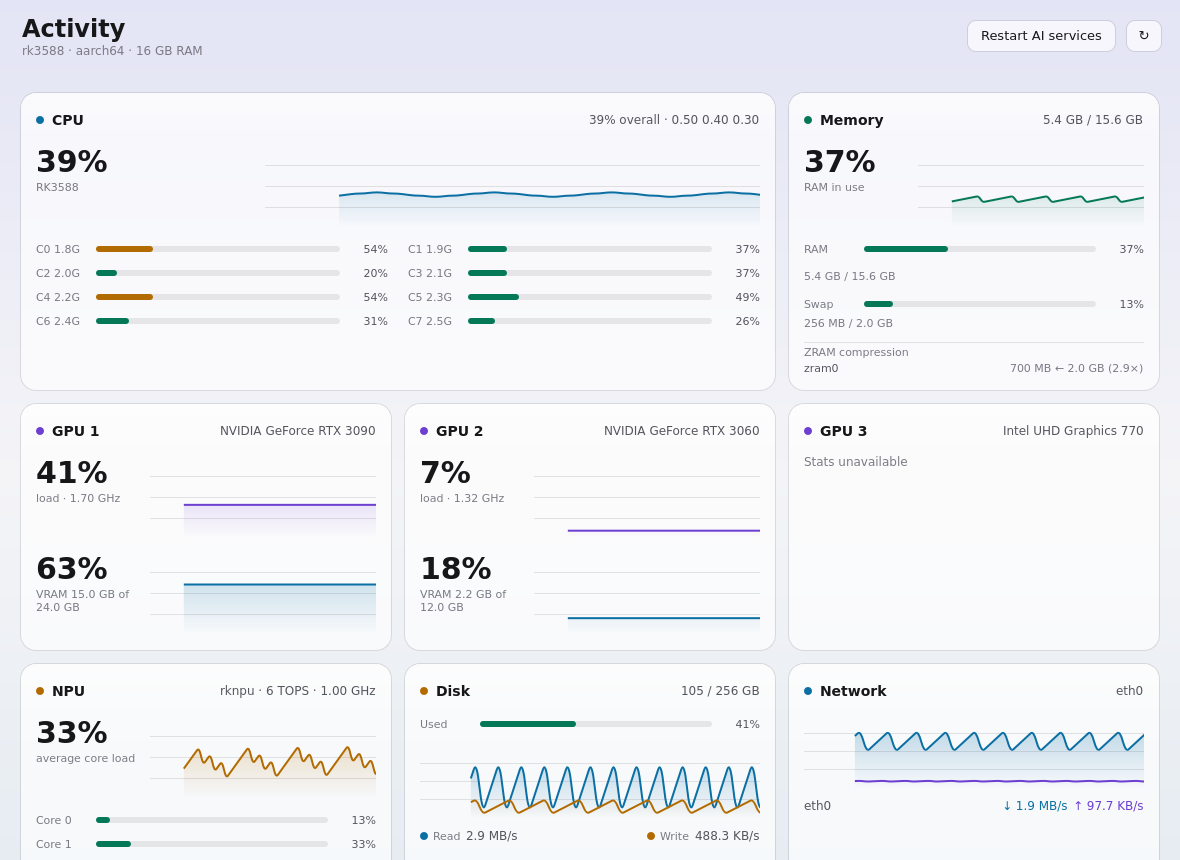 Activity
rk3588 · aarch64 · 16 GB RAM
Restart AI services
↻
CPU
39% overall · 0.50 0.40 0.30
39%
RK3588
C0 1.8G 54%
C1 1.9G 37%
C2 2.0G 20%
C3 2.1G 37%
C4 2.2G 54%
C5 2.3G 49%
C6 2.4G 31%
C7 2.5G 26%
Memory
5.4 GB / 15.6 GB
37%
RAM in use
RAM 37%
5.4 GB / 15.6 GB
Swap 13%
256 MB / 2.0 GB
ZRAM compression
zram0 700 MB ← 2.0 GB (2.9×)
GPU 1
NVIDIA GeForce RTX 3090
41%
load · 1.70 GHz
63%
VRAM 15.0 GB of
24.0 GB
GPU 2
NVIDIA GeForce RTX 3060
7%
load · 1.32 GHz
18%
VRAM 2.2 GB of
12.0 GB
GPU 3
Intel UHD Graphics 770
Stats unavailable
NPU
rknpu · 6 TOPS · 1.00 GHz
33%
average core load
Core 0 13%
Core 1 33%
Disk
105 / 256 GB
Used 41%
Read 2.9 MB/s
Write 488.3 KB/s
Network
eth0
eth0 ↓ 1.9 MB/s ↑ 97.7 KB/s